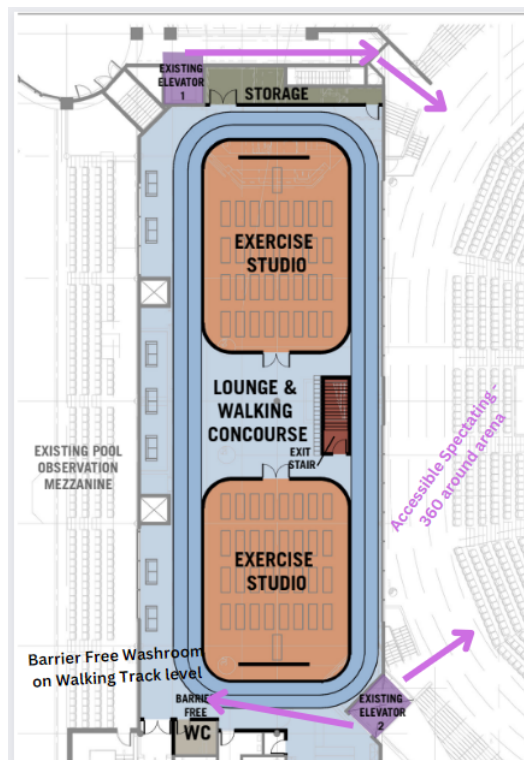 EXISTING
ELEVATOR
1
STORAGE
EXERCISE
STUDIO
LOUNGE &
WALKING
CONCOURSE
EXIT
STAIR
EXISTING POOL
OBSERVATION
MEZZANINE
Accessible Spectating -
360 around arena
EXERCISE
STUDIO
Barrier Free Washroom
on Walking Track level
BARRIE
FREE
WC
EXISTING
ELEVATOR
2